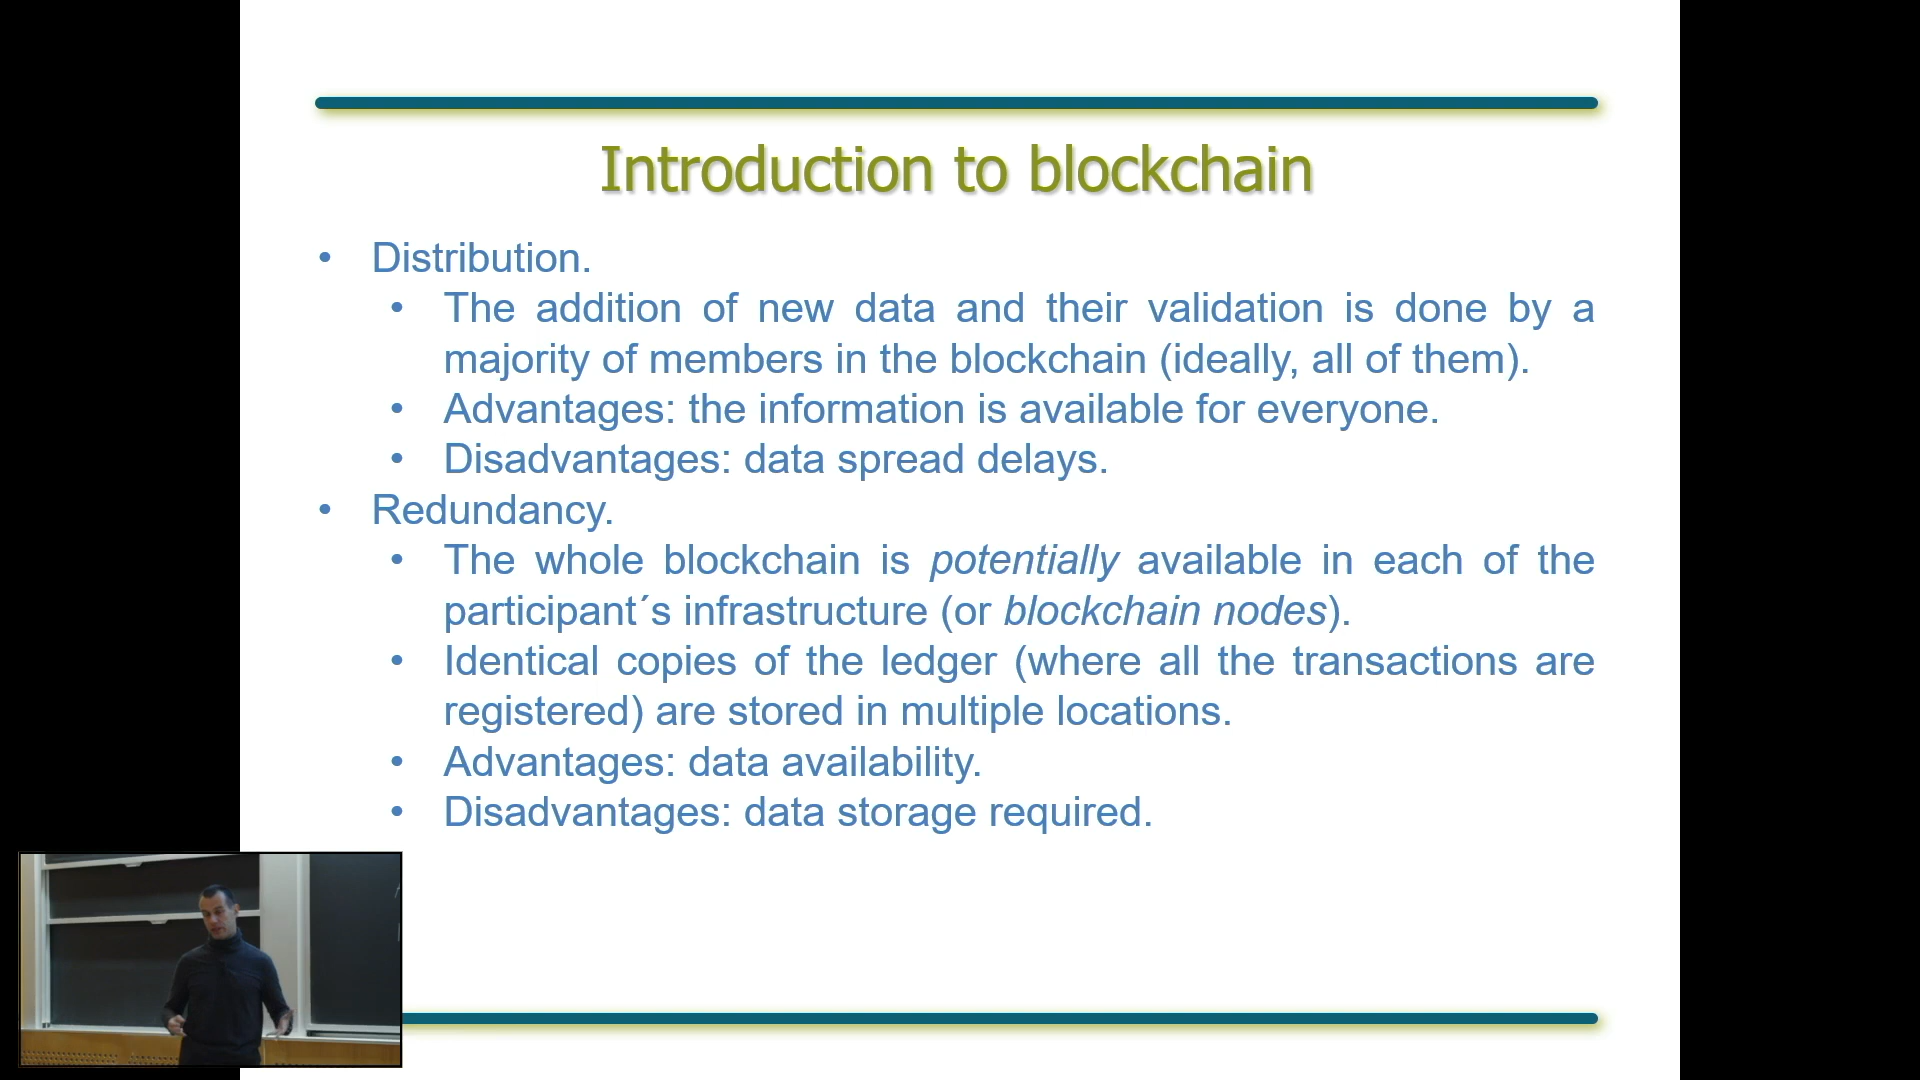 Introduction to blockchain
• Distribution.
• The addition of new data and their validation is done by a
majority of members in the blockchain (ideally, all of them).
• Advantages: the information is available for everyone.
• Disadvantages: data spread delays.
• Redundancy.
• The whole blockchain is potentially available in each of the
participant´s infrastructure (or blockchain nodes).
• Identical copies of the ledger (where all the transactions are
registered) are stored in multiple locations.
• Advantages: data availability.
• Disadvantages: data storage required.